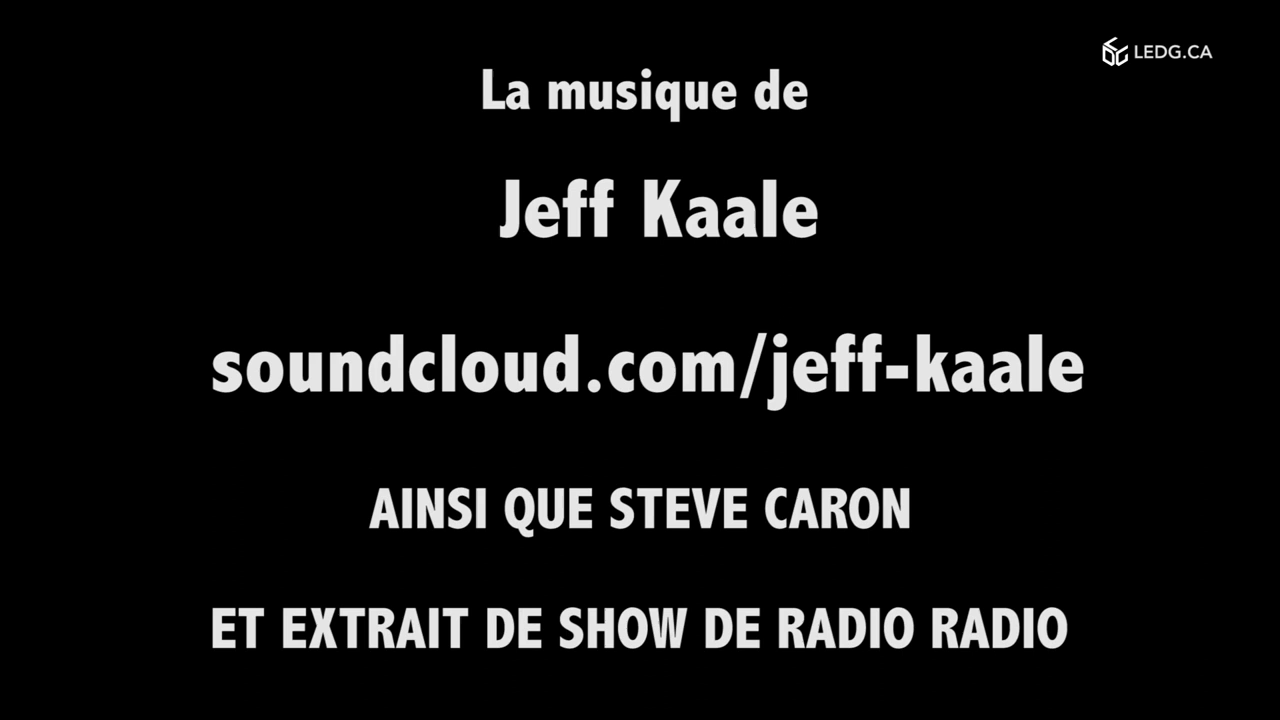 LEDG.CA
La musique de
Jeff Kaale
soundcloud.com/jeff-kaale
AINSI QUE STEVE CARON
ET EXTRAIT DE SHOW DE RADIO RADIO